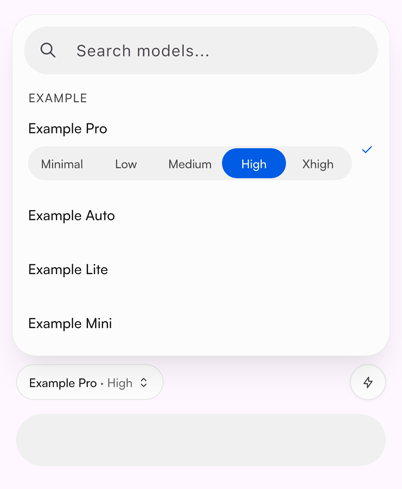 Search models...
EXAMPLE
Example Pro
Minimal Low Medium High Xhigh
Example Auto
Example Lite
Example Mini
Example Pro · High